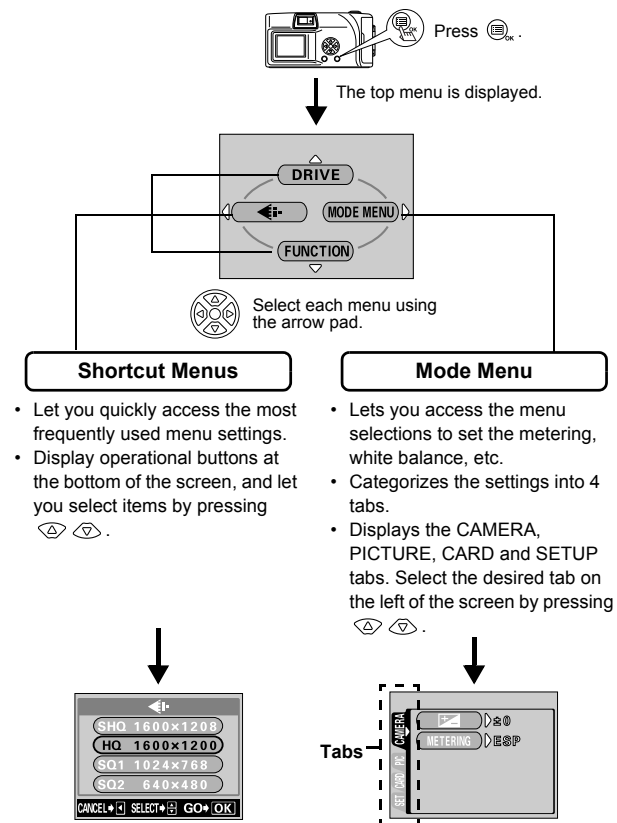 Press OK.
The top menu is displayed.
DRIVE
MODE MENU
FUNCTION
Select each menu using
the arrow pad.
Shortcut Menus
• Let you quickly access the most
frequently used menu settings.
• Display operational buttons at
the bottom of the screen, and let
you select items by pressing
.
Mode Menu
• Lets you access the menu
selections to set the metering,
white balance, etc.
• Categorizes the settings into 4
tabs.
• Displays the CAMERA,
PICTURE, CARD and SETUP
tabs. Select the desired tab on
the left of the screen by pressing
.
SHQ 1600×1208
HQ 1600×1200
SQ1 1024×768
SQ2 640×480
CANCEL SELECT GO OK
Tabs
CAMERA
PIC
CARD
SET
±0
METERING ESP